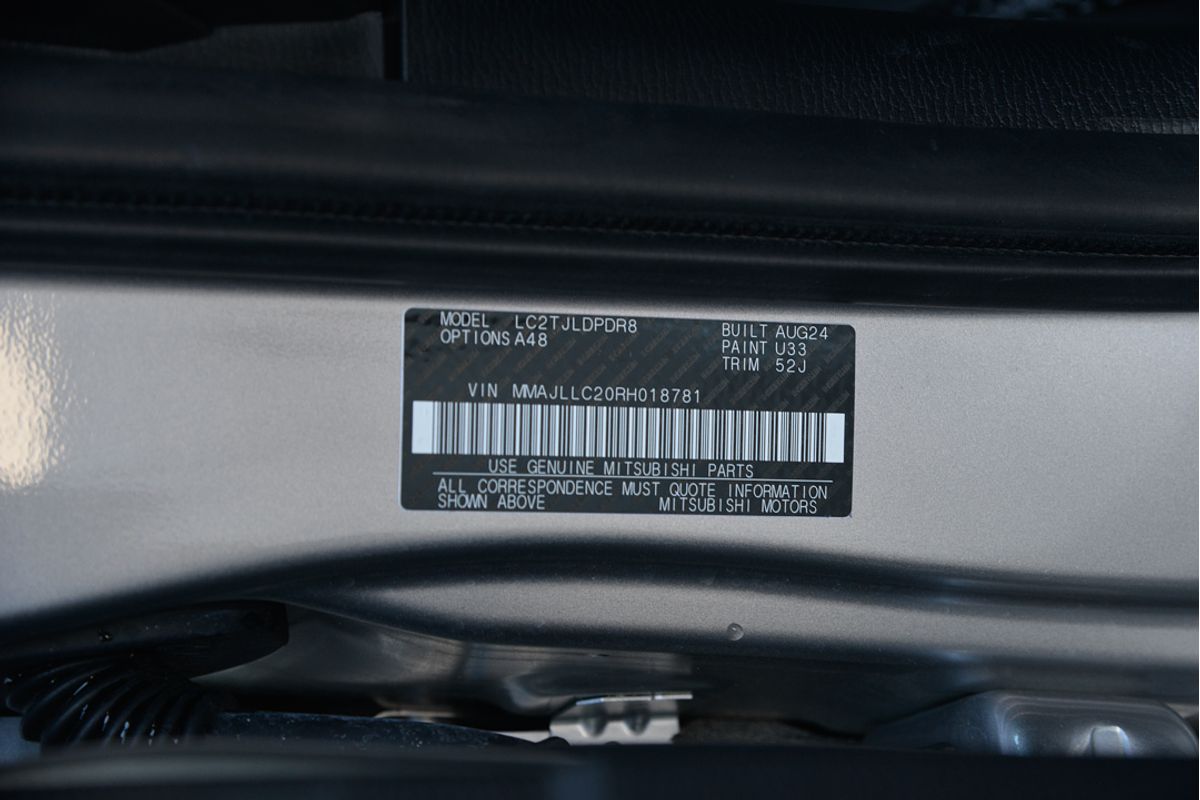 MODEL LC2TJLDPDR8 BUILT AUG24
OPTIONS A48 PAINT U33
TRIM 52J
VIN MMAJLLC20RH018781
USE GENUINE MITSUBISHI PARTS
ALL CORRESPONDENCE MUST QUOTE INFORMATION
SHOWN ABOVE MITSUBISHI MOTORS